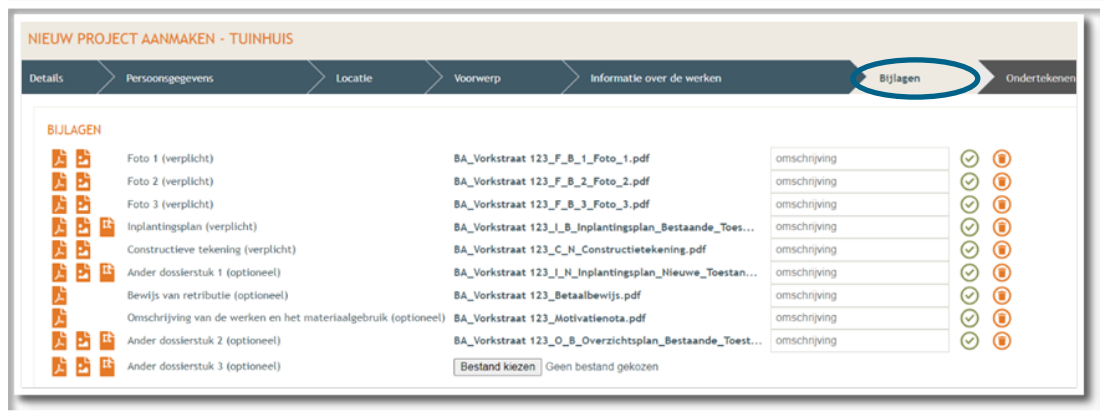 NIEUW PROJECT AANMAKEN - TUINHUIS
Details Persoonsgegevens Locatie Voorwerp Informatie over de werken Bijlagen Ondertekenen
BIJLAGEN
Foto 1 (verplicht) BA_Vorkstraat 123_F_B_1_Foto_1.pdf omschrijving
Foto 2 (verplicht) BA_Vorkstraat 123_F_B_2_Foto_2.pdf omschrijving
Foto 3 (verplicht) BA_Vorkstraat 123_F_B_3_Foto_3.pdf omschrijving
Inplantingsplan (verplicht) BA_Vorkstraat 123_I_B_Inplantingsplan_Bestaande_Toes... omschrijving
Constructieve tekening (verplicht) BA_Vorkstraat 123_C_N_Constructietekening.pdf omschrijving
Ander dossierstuk 1 (optioneel) BA_Vorkstraat 123_I_N_Inplantingsplan_Nieuwe_Toestan... omschrijving
Bewijs van retributie (optioneel) BA_Vorkstraat 123_Betaalbewijs.pdf omschrijving
Omschrijving van de werken en het materiaalgebruik (optioneel) BA_Vorkstraat 123_Motivatienota.pdf omschrijving
Ander dossierstuk 2 (optioneel) BA_Vorkstraat 123_O_B_Overzichtsplan_Bestaande_Toest... omschrijving
Ander dossierstuk 3 (optioneel) Bestand kiezen Geen bestand gekozen